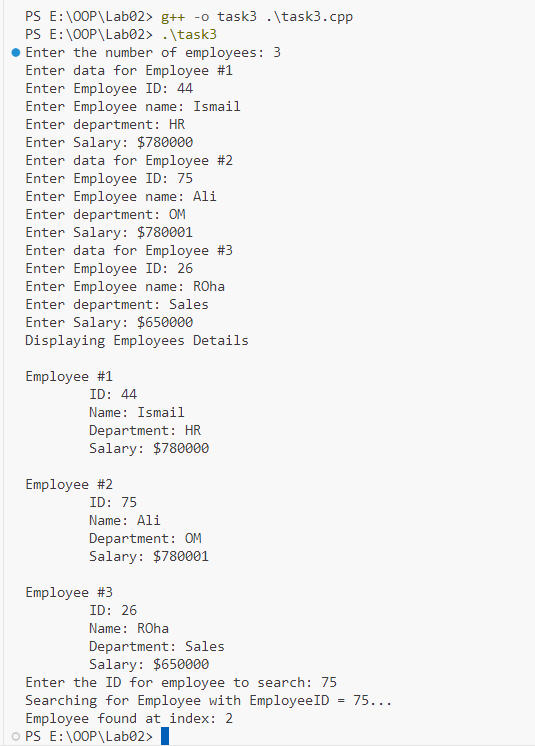 PS E:\OOP\Lab02> g++ -o task3 .\task3.cpp
PS E:\OOP\Lab02> .\task3
Enter the number of employees: 3
Enter data for Employee #1
Enter Employee ID: 44
Enter Employee name: Ismail
Enter department: HR
Enter Salary: $780000
Enter data for Employee #2
Enter Employee ID: 75
Enter Employee name: Ali
Enter department: OM
Enter Salary: $780001
Enter data for Employee #3
Enter Employee ID: 26
Enter Employee name: ROha
Enter department: Sales
Enter Salary: $650000
Displaying Employees Details
Employee #1
ID: 44
Name: Ismail
Department: HR
Salary: $780000
Employee #2
ID: 75
Name: Ali
Department: OM
Salary: $780001
Employee #3
ID: 26
Name: ROha
Department: Sales
Salary: $650000
Enter the ID for employee to search: 75
Searching for Employee with EmployeeID = 75...
Employee found at index: 2
PS E:\OOP\Lab02>